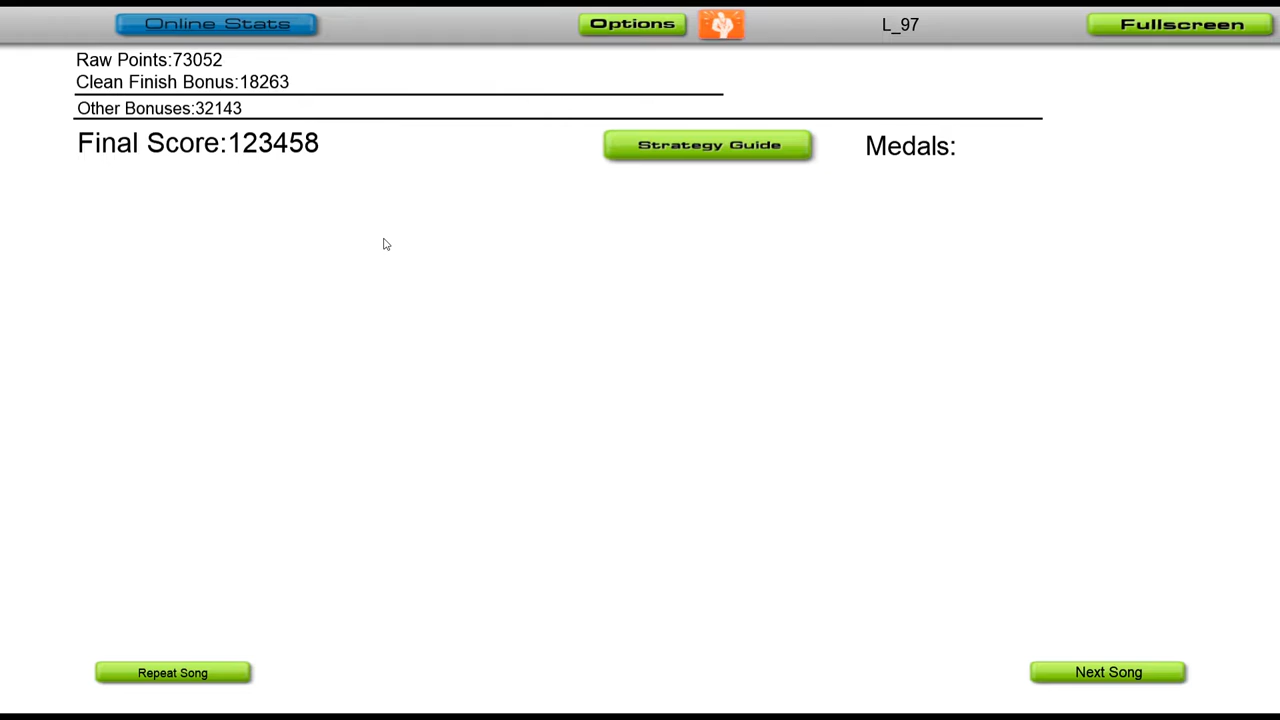 Online Stats
Options
L_97
Fullscreen
Raw Points:73052
Clean Finish Bonus:18263
Other Bonuses:32143
Final Score:123458
Strategy Guide
Medals:
Repeat Song
Next Song